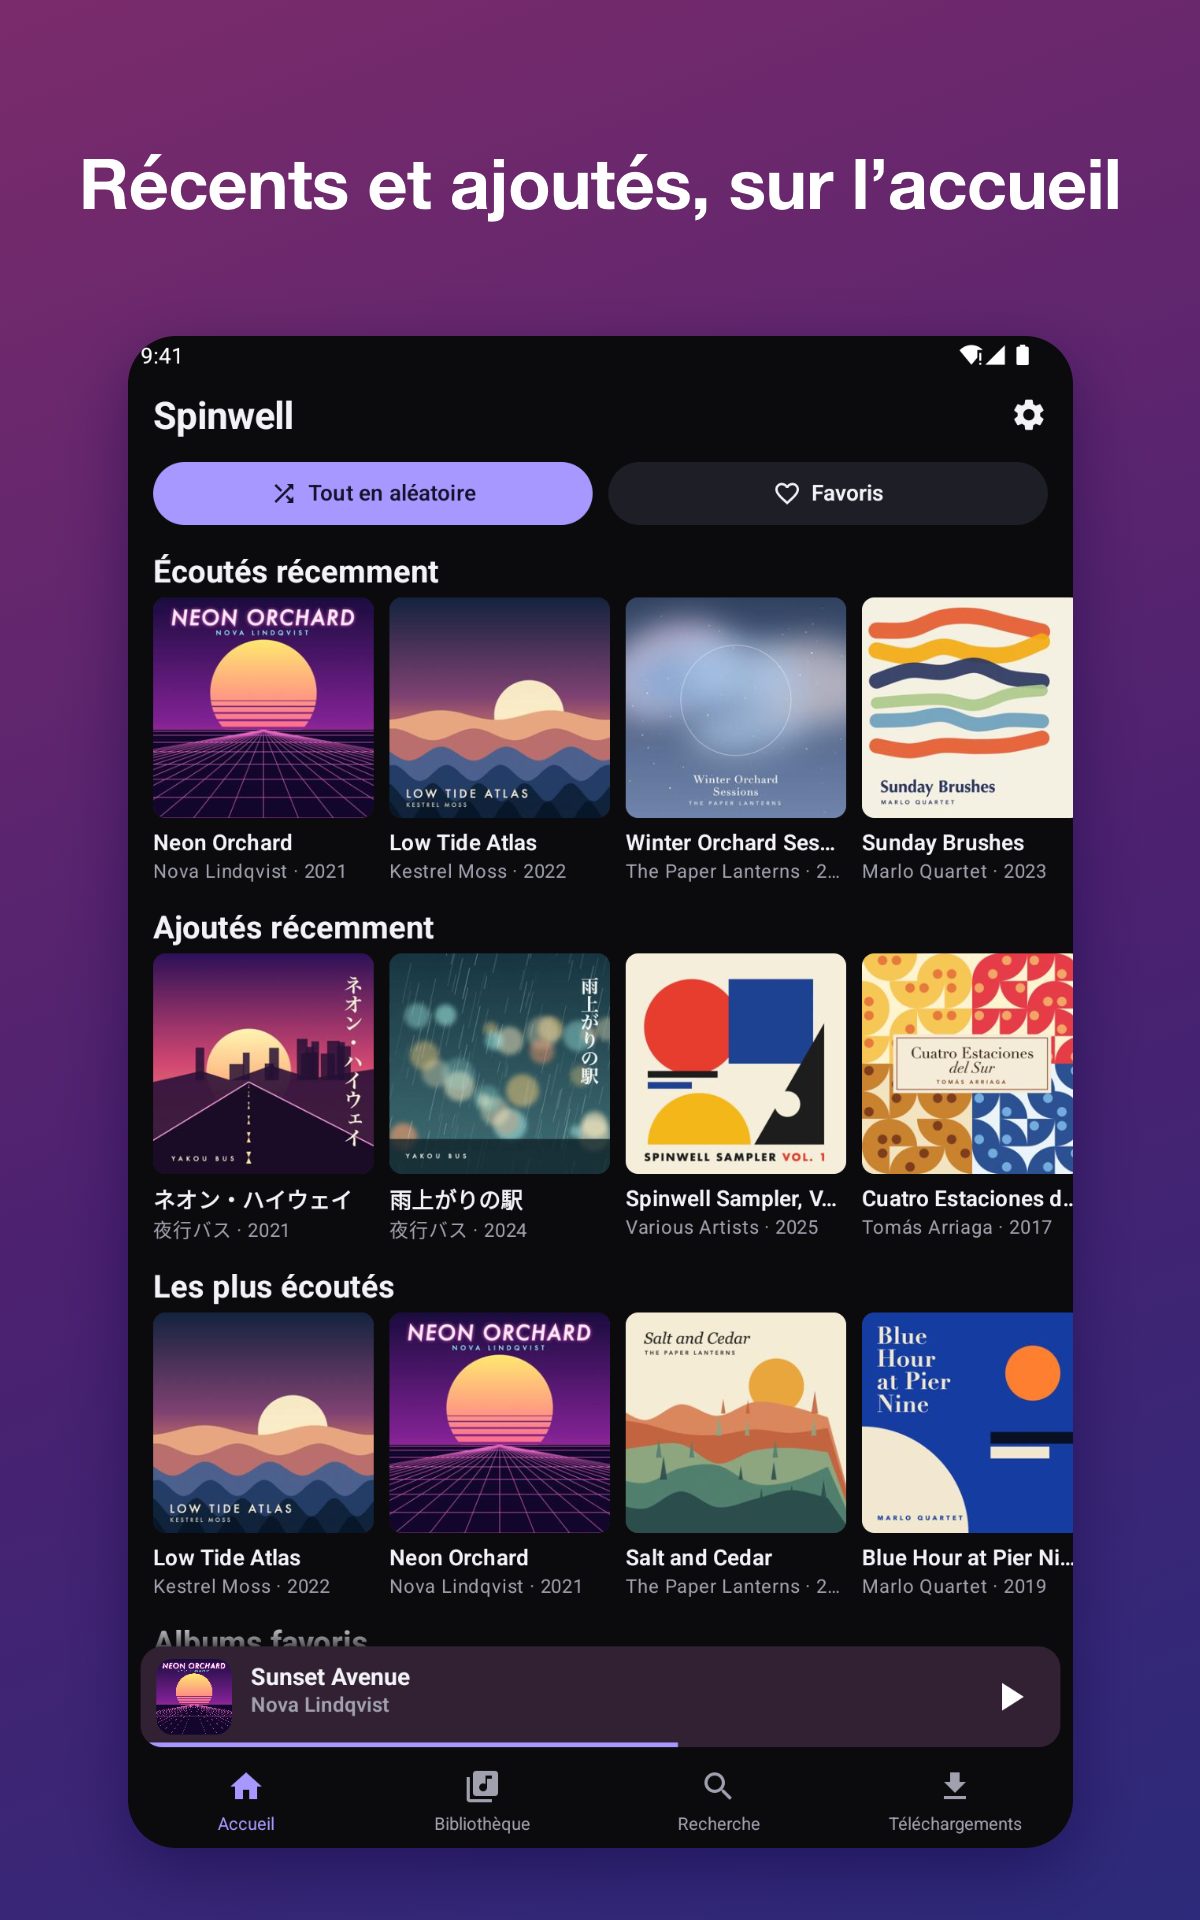 Récents et ajoutés, sur l’accueil
9:41
Spinwell
Tout en aléatoire
Favoris
Écoutés récemment
NEON ORCHARD
NOVA LINDQVIST
LOW TIDE ATLAS
KESTREL MOSS
Winter Orchard
Sessions
THE PAPER LANTERNS
Sunday Brushes
MARLO QUARTET
Neon Orchard
Nova Lindqvist · 2021
Low Tide Atlas
Kestrel Moss · 2022
Winter Orchard Ses…
The Paper Lanterns · 2…
Sunday Brushes
Marlo Quartet · 2023
Ajoutés récemment
ネオン・ハイウェイ
YAKOU BUS
雨上がりの駅
YAKOU BUS
SPINWELL SAMPLER VOL. 1
Cuatro Estaciones
del Sur
TOMÁS ARRIAGA
ネオン・ハイウェイ
夜行バス · 2021
雨上がりの駅
夜行バス · 2024
Spinwell Sampler, V…
Various Artists · 2025
Cuatro Estaciones d…
Tomás Arriaga · 2017
Les plus écoutés
LOW TIDE ATLAS
KESTREL MOSS
NEON ORCHARD
NOVA LINDQVIST
Salt and Cedar
THE PAPER LANTERNS
Blue
Hour
at Pier
Nine
MARLO QUARTET
Low Tide Atlas
Kestrel Moss · 2022
Neon Orchard
Nova Lindqvist · 2021
Salt and Cedar
The Paper Lanterns · 2…
Blue Hour at Pier Ni…
Marlo Quartet · 2019
Albums favoris
NEON ORCHARD
Sunset Avenue
Nova Lindqvist
Accueil
Bibliothèque
Recherche
Téléchargements